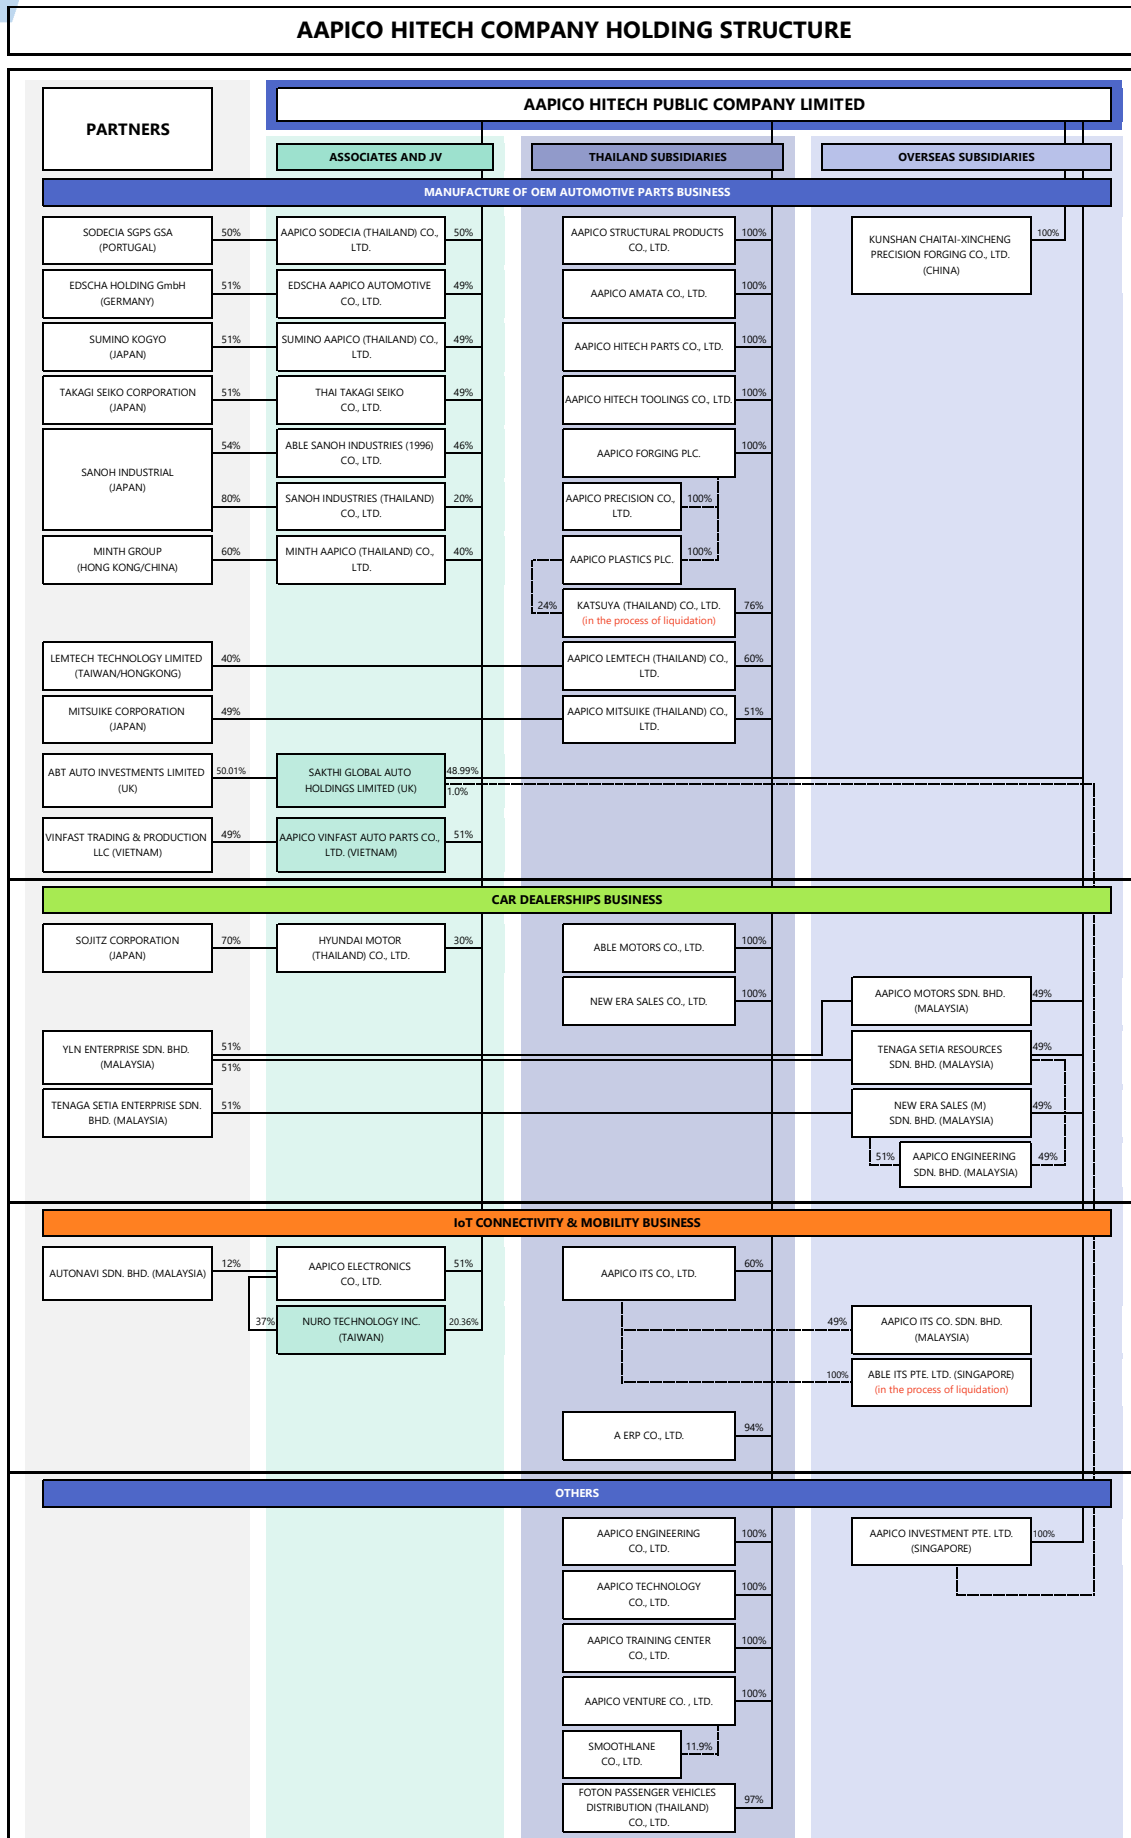 AAPICO HITECH COMPANY HOLDING STRUCTURE
PARTNERS
AAPICO HITECH PUBLIC COMPANY LIMITED
ASSOCIATES AND JV
THAILAND SUBSIDIARIES
OVERSEAS SUBSIDIARIES
MANUFACTURE OF OEM AUTOMOTIVE PARTS BUSINESS
SODECIA SGPS GSA
(PORTUGAL)
50%
AAPICO SODECIA (THAILAND) CO.,
LTD.
50%
AAPICO STRUCTURAL PRODUCTS
CO., LTD.
100%
KUNSHAN CHAITAI-XINCHENG
PRECISION FORGING CO., LTD.
(CHINA)
100%
EDSCHA HOLDING GmbH
(GERMANY)
51%
EDSCHA AAPICO AUTOMOTIVE
CO., LTD.
49%
AAPICO AMATA CO., LTD.
100%
SUMINO KOGYO
(JAPAN)
51%
SUMINO AAPICO (THAILAND) CO.,
LTD.
49%
AAPICO HITECH PARTS CO., LTD.
100%
TAKAGI SEIKO CORPORATION
(JAPAN)
51%
THAI TAKAGI SEIKO
CO., LTD.
49%
AAPICO HITECH TOOLINGS CO., LTD.
100%
SANOH INDUSTRIAL
(JAPAN)
54%
ABLE SANOH INDUSTRIES (1996)
CO., LTD.
46%
AAPICO FORGING PLC.
100%
80%
SANOH INDUSTRIES (THAILAND)
CO., LTD.
20%
AAPICO PRECISION CO.,
LTD.
100%
MINTH GROUP
(HONG KONG/CHINA)
60%
MINTH AAPICO (THAILAND) CO.,
LTD.
40%
AAPICO PLASTICS PLC.
100%
24%
KATSUYA (THAILAND) CO., LTD.
(in the process of liquidation)
76%
LEMTECH TECHNOLOGY LIMITED
(TAIWAN/HONGKONG)
40%
AAPICO LEMTECH (THAILAND) CO.,
LTD.
60%
MITSUIKE CORPORATION
(JAPAN)
49%
AAPICO MITSUIKE (THAILAND) CO.,
LTD.
51%
ABT AUTO INVESTMENTS LIMITED
(UK)
50.01%
SAKTHI GLOBAL AUTO
HOLDINGS LIMITED (UK)
48.99%
1.0%
VINFAST TRADING & PRODUCTION
LLC (VIETNAM)
49%
AAPICO VINFAST AUTO PARTS CO.,
LTD. (VIETNAM)
51%
CAR DEALERSHIPS BUSINESS
SOJITZ CORPORATION
(JAPAN)
70%
HYUNDAI MOTOR
(THAILAND) CO., LTD.
30%
ABLE MOTORS CO., LTD.
100%
NEW ERA SALES CO., LTD.
100%
AAPICO MOTORS SDN. BHD.
(MALAYSIA)
49%
YLN ENTERPRISE SDN. BHD.
(MALAYSIA)
51%
51%
TENAGA SETIA RESOURCES
SDN. BHD. (MALAYSIA)
49%
TENAGA SETIA ENTERPRISE SDN.
BHD. (MALAYSIA)
51%
NEW ERA SALES (M)
SDN. BHD. (MALAYSIA)
49%
51%
AAPICO ENGINEERING
SDN. BHD. (MALAYSIA)
49%
IoT CONNECTIVITY & MOBILITY BUSINESS
AUTONAVI SDN. BHD. (MALAYSIA)
12%
AAPICO ELECTRONICS
CO., LTD.
51%
AAPICO ITS CO., LTD.
60%
37%
NURO TECHNOLOGY INC.
(TAIWAN)
20.36%
49%
AAPICO ITS CO. SDN. BHD.
(MALAYSIA)
100%
ABLE ITS PTE. LTD. (SINGAPORE)
(in the process of liquidation)
A ERP CO., LTD.
94%
OTHERS
AAPICO ENGINEERING
CO., LTD.
100%
AAPICO INVESTMENT PTE. LTD.
(SINGAPORE)
100%
AAPICO TECHNOLOGY
CO., LTD.
100%
AAPICO TRAINING CENTER
CO., LTD.
100%
AAPICO VENTURE CO. , LTD.
100%
SMOOTHLANE
CO., LTD.
11.9%
FOTON PASSENGER VEHICLES
DISTRIBUTION (THAILAND)
CO., LTD.
97%